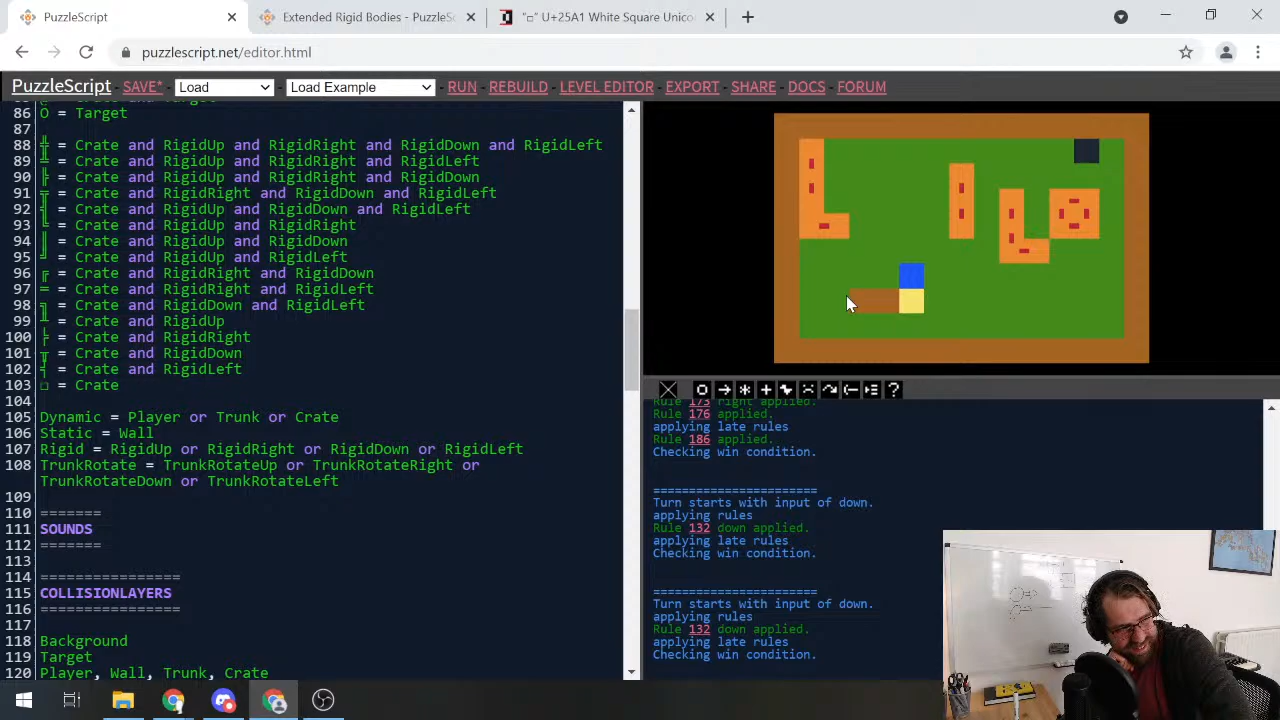 PuzzleScript
Extended Rigid Bodies - PuzzleSc
"□" U+25A1 White Square Unico
puzzlescript.net/editor.html
PuzzleScript - SAVE* - Load Load Example - RUN - REBUILD - LEVEL EDITOR - EXPORT - SHARE - DOCS - FORUM
86 O = Target
87
88 ╬ = Crate and RigidUp and RigidRight and RigidDown and RigidLeft
89 ╩ = Crate and RigidUp and RigidRight and RigidLeft
90 ╠ = Crate and RigidUp and RigidRight and RigidDown
91 ╦ = Crate and RigidRight and RigidDown and RigidLeft
92 ╣ = Crate and RigidUp and RigidDown and RigidLeft
93 ╚ = Crate and RigidUp and RigidRight
94 ║ = Crate and RigidUp and RigidDown
95 ╝ = Crate and RigidUp and RigidLeft
96 ╔ = Crate and RigidRight and RigidDown
97 ═ = Crate and RigidRight and RigidLeft
98 ╗ = Crate and RigidDown and RigidLeft
99 ╨ = Crate and RigidUp
100 ╞ = Crate and RigidRight
101 ╥ = Crate and RigidDown
102 ╡ = Crate and RigidLeft
103 □ = Crate
104
105 Dynamic = Player or Trunk or Crate
106 Static = Wall
107 Rigid = RigidUp or RigidRight or RigidDown or RigidLeft
108 TrunkRotate = TrunkRotateUp or TrunkRotateRight or
TrunkRotateDown or TrunkRotateLeft
109
110 =======
111 SOUNDS
112 =======
113
114 ================
115 COLLISIONLAYERS
116 ================
117
118 Background
119 Target
120 Player, Wall, Trunk, Crate
Rule 173 right applied.
Rule 176 applied.
applying late rules
Rule 186 applied.
Checking win condition.
=======================
Turn starts with input of down.
applying rules
Rule 132 down applied.
applying late rules
Checking win condition.
=======================
Turn starts with input of down.
applying rules
Rule 132 down applied.
applying late rules
Checking win condition.